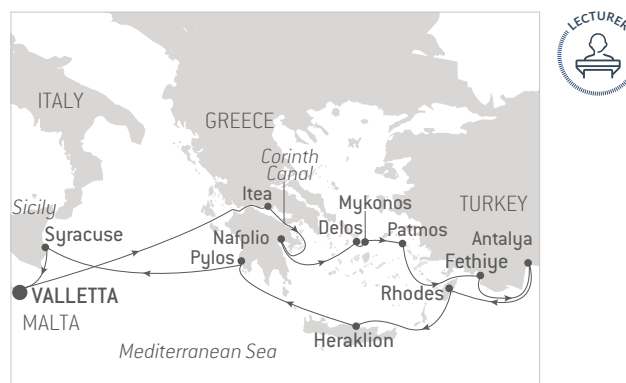 LECTURER
ITALY
GREECE
Corinth
Canal
Itea
Mykonos
TURKEY
Sicily
Delos
Patmos
Antalya
Syracuse
Nafplio
Fethiye
Pylos
Rhodes
VALLETTA
MALTA
Heraklion
Mediterranean Sea